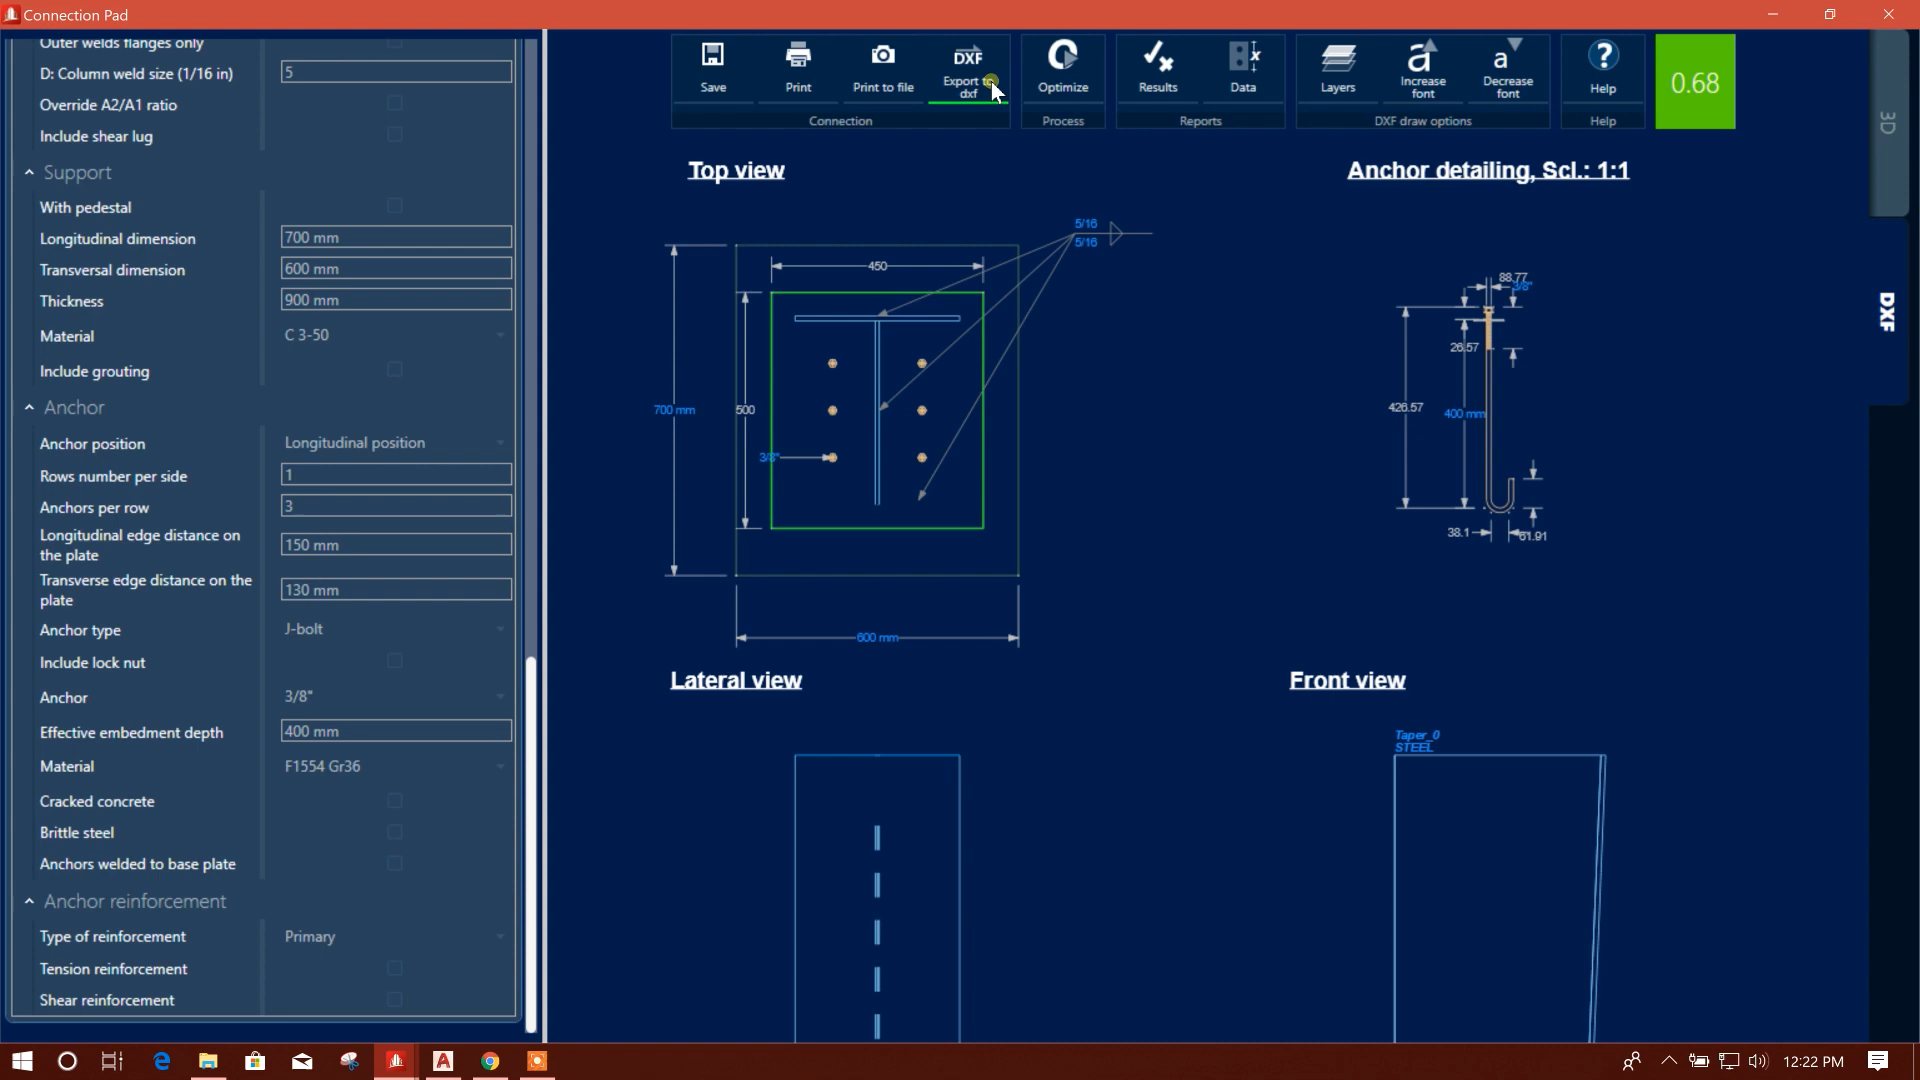 Connection Pad
Outer welds flanges only
D: Column weld size (1/16 in)
5
Override A2/A1 ratio
Include shear lug
Support
With pedestal
Longitudinal dimension
700 mm
Transversal dimension
600 mm
Thickness
900 mm
Material
C 3-50
Include grouting
Anchor
Anchor position
Longitudinal position
Rows number per side
1
Anchors per row
3
Longitudinal edge distance on
the plate
150 mm
Transverse edge distance on the
plate
130 mm
Anchor type
J-bolt
Include lock nut
Anchor
3/8"
Effective embedment depth
400 mm
Material
F1554 Gr36
Cracked concrete
Brittle steel
Anchors welded to base plate
Anchor reinforcement
Type of reinforcement
Primary
Tension reinforcement
Shear reinforcement
Save
Print
Print to file
DXF
Export to
dxf
Connection
Optimize
Process
Results
Data
Reports
Layers
a
Increase
font
a
Decrease
font
DXF draw options
?
Help
Help
0.68
3D
DXF
Top view
5/16
5/16
450
700 mm
500
3/8"
600 mm
Anchor detailing, Scl.: 1:1
88.77
3/8"
26.57
426.57
400 mm
38.1
61.91
Lateral view
Front view
Taper_0
STEEL
12:22 PM